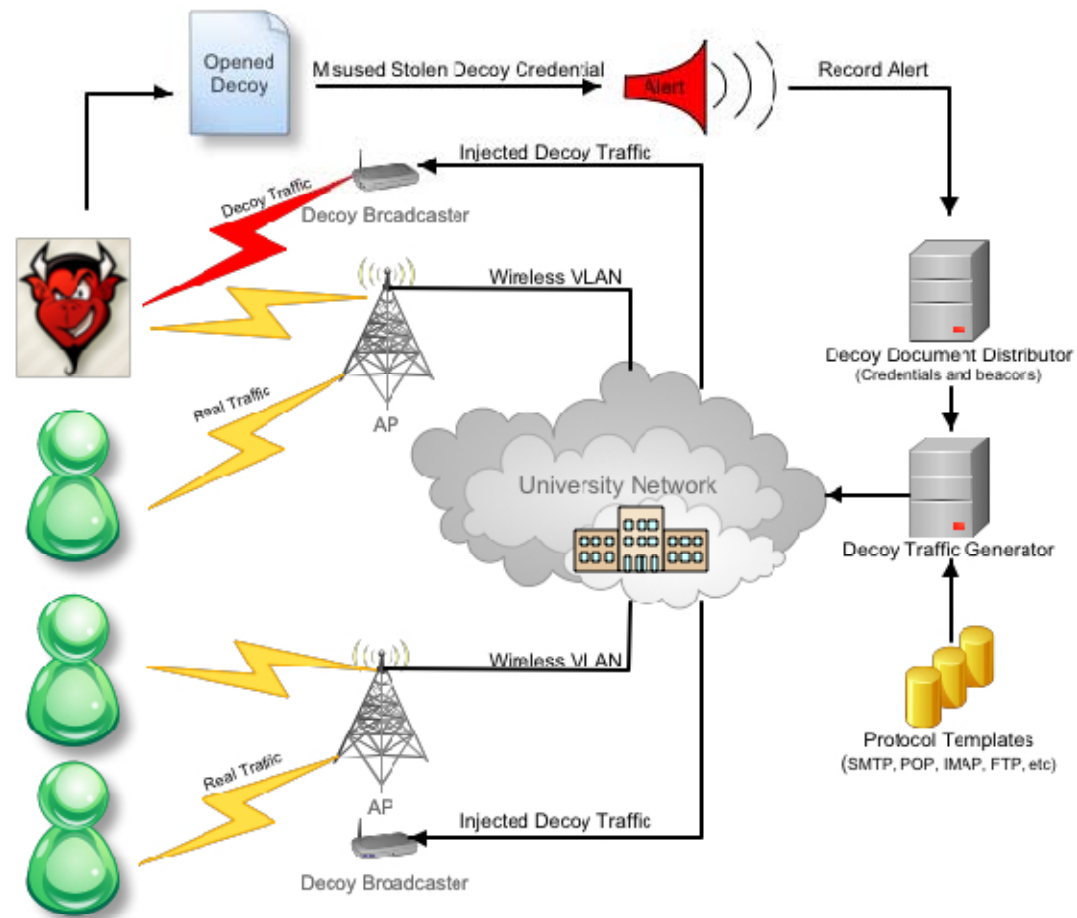 Opened
Decoy
Misused Stolen Decoy Credential
Alert
Record Alert
Injected Decoy Traffic
Decoy Traffic
Decoy Broadcaster
Wireless VLAN
Decoy Document Distributor
(Credentials and beacons)
Real Traffic
AP
University Network
Decoy Traffic Generator
Wireless VLAN
Protocol Templates
(SMTP, POP, IMAP, FTP, etc)
Real Traffic
AP
Injected Decoy Traffic
Decoy Broadcaster